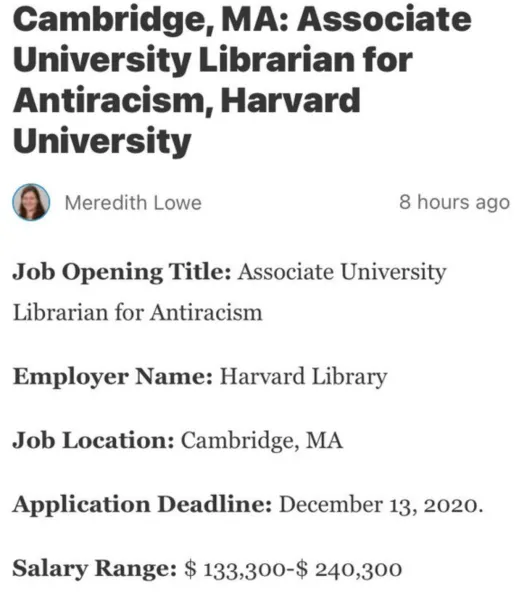 Cambridge, MA: Associate
University Librarian for
Antiracism, Harvard
University
Meredith Lowe 8 hours ago
Job Opening Title: Associate University
Librarian for Antiracism
Employer Name: Harvard Library
Job Location: Cambridge, MA
Application Deadline: December 13, 2020.
Salary Range: $ 133,300-$ 240,300